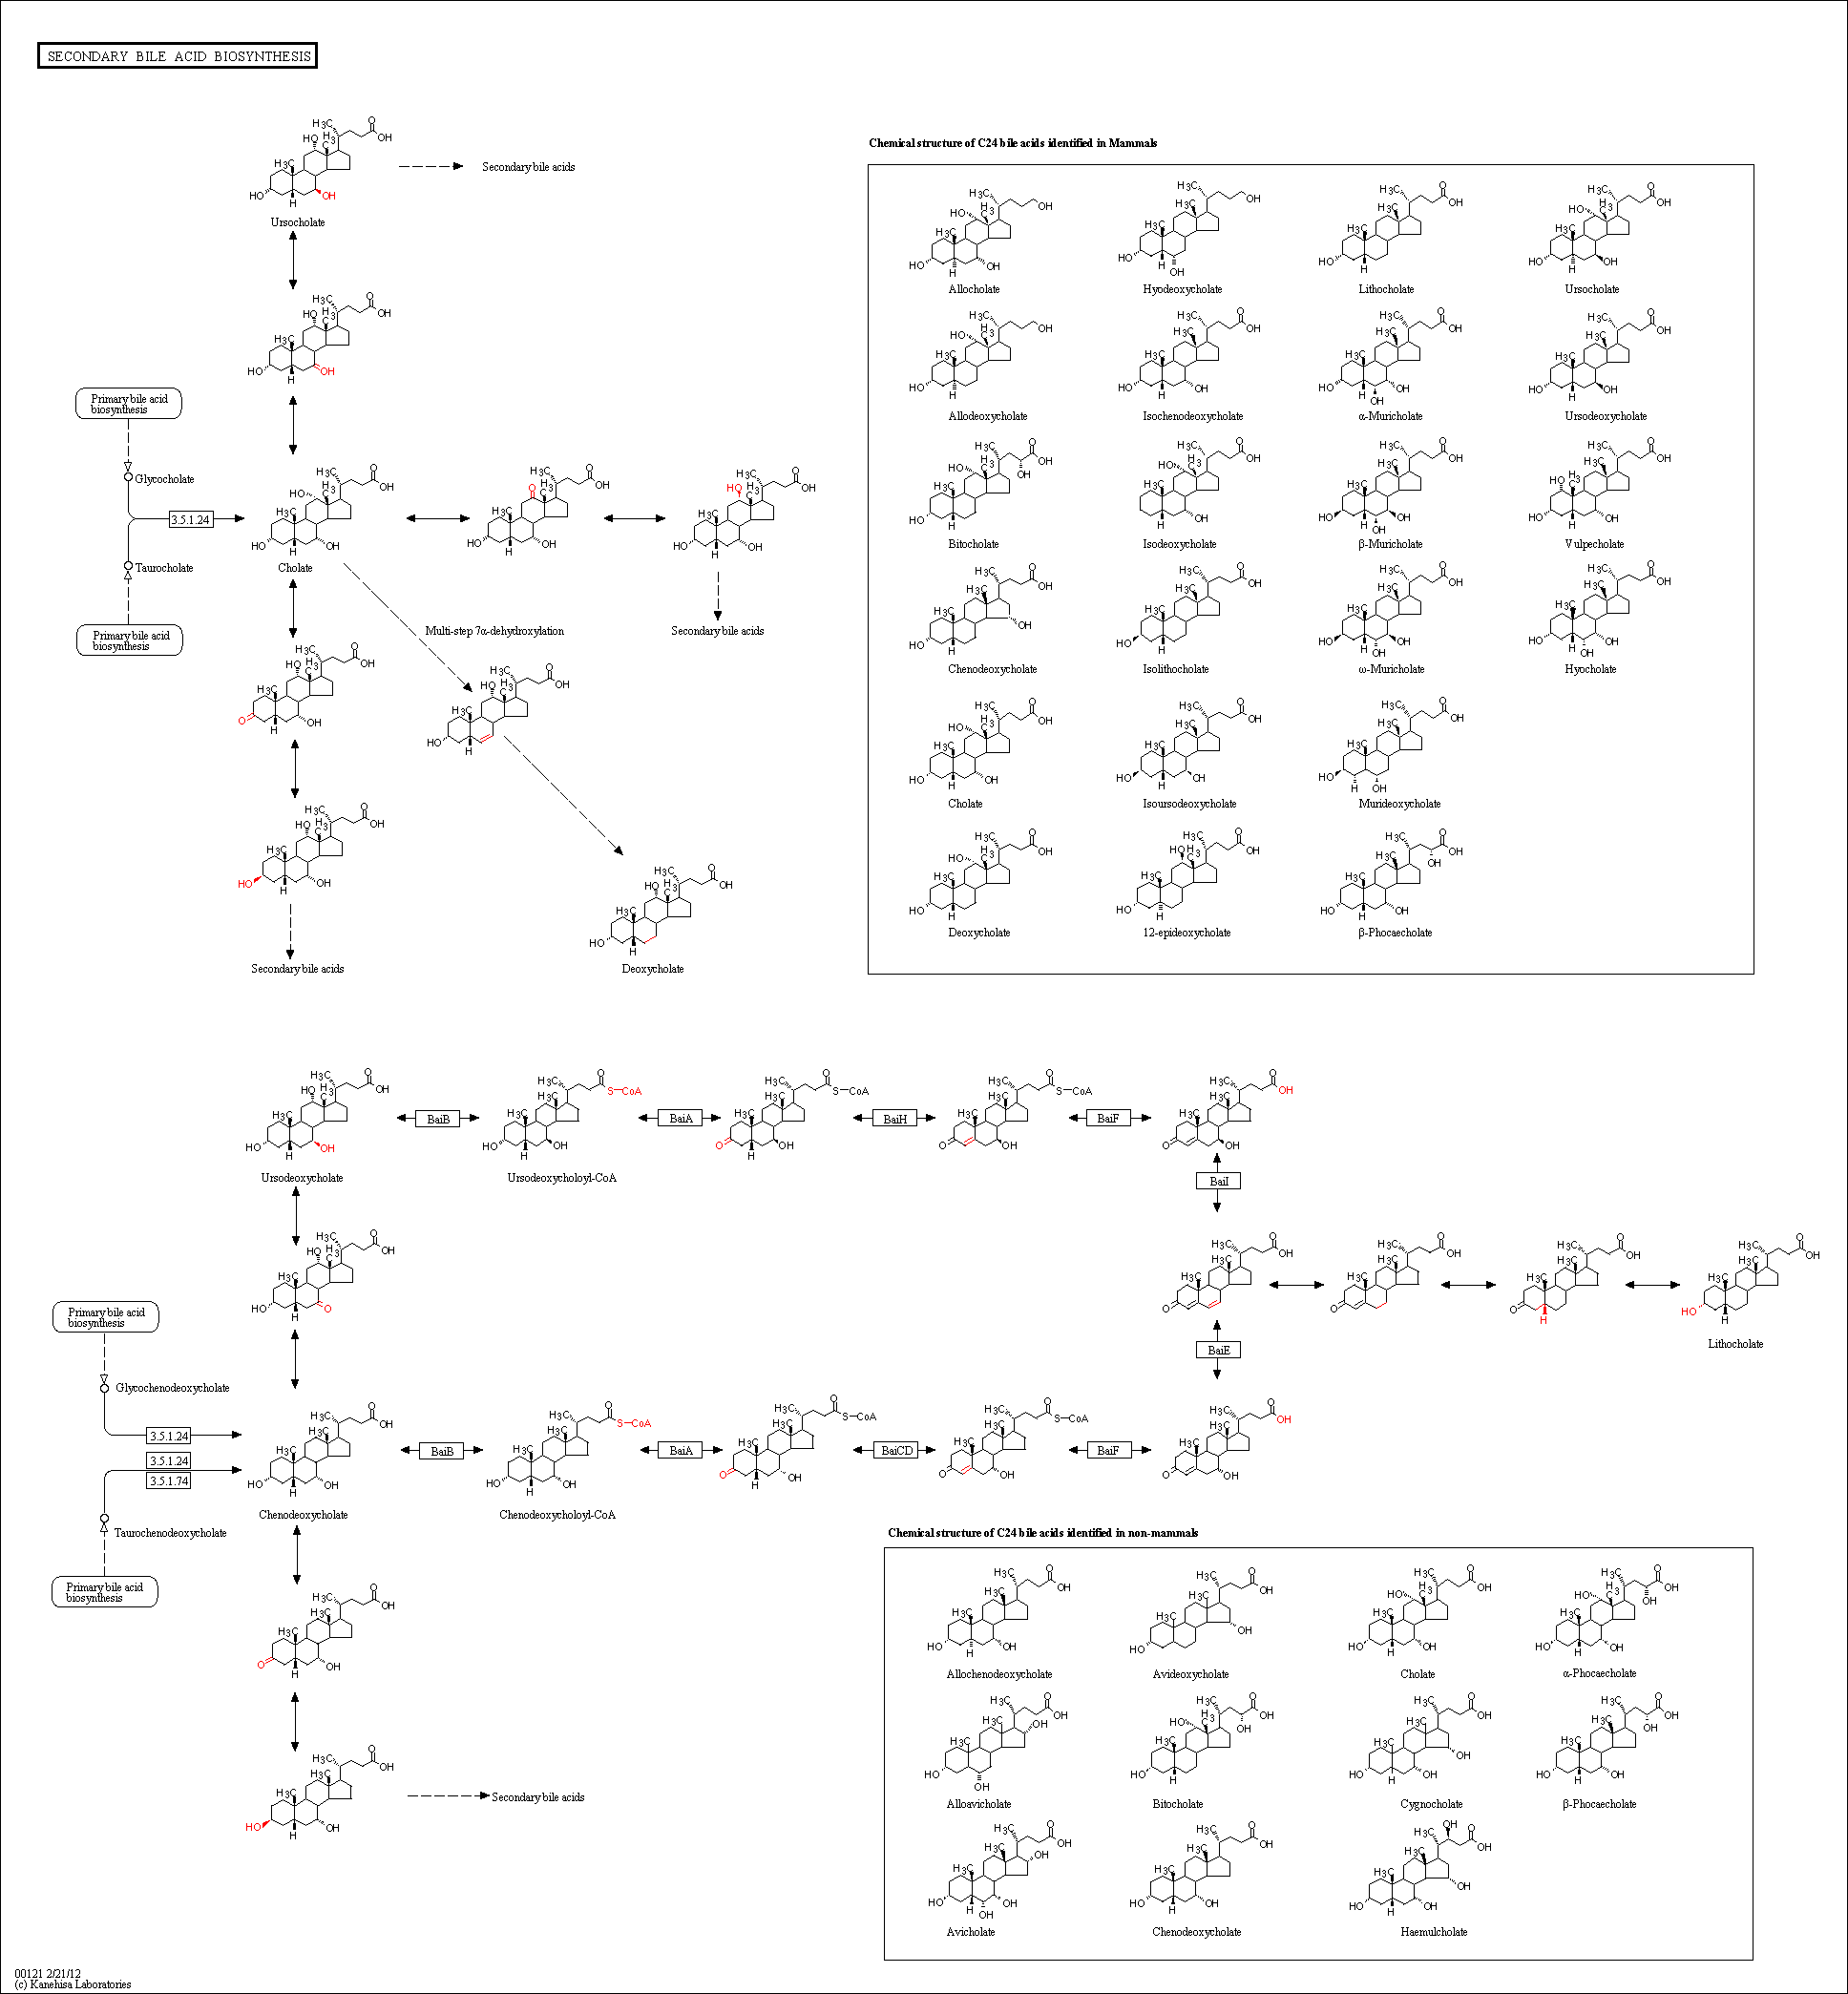 SECONDARY BILE ACID BIOSYNTHESIS
Ursocholate
Secondary bile acids
Primary bile acid
biosynthesis
Glycocholate
3.5.1.24
Taurocholate
Primary bile acid
biosynthesis
Cholate
Secondary bile acids
Multi-step 7α-dehydroxylation
Secondary bile acids
Deoxycholate
Chemical structure of C24 bile acids identified in Mammals
Allocholate
Hyodeoxycholate
Lithocholate
Ursocholate
Allodeoxycholate
Isochenodeoxycholate
α-Muricholate
Ursodeoxycholate
Bitocholate
Isodeoxycholate
β-Muricholate
Vulpecholate
Chenodeoxycholate
Isolithocholate
ω-Muricholate
Hyocholate
Cholate
Isoursodeoxycholate
Murideoxycholate
Deoxycholate
12-epideoxycholate
β-Phocaecholate
BaiB
BaiA
BaiH
BaiF
Ursodeoxycholate
Ursodeoxycholoyl-CoA
BaiI
Primary bile acid
biosynthesis
Glycochenodeoxycholate
Lithocholate
BaiE
3.5.1.24
3.5.1.24
3.5.1.74
BaiB
BaiA
BaiCD
BaiF
Chenodeoxycholate
Chenodeoxycholoyl-CoA
Taurochenodeoxycholate
Primary bile acid
biosynthesis
Secondary bile acids
Chemical structure of C24 bile acids identified in non-mammals
Allochenodeoxycholate
Avideoxycholate
Cholate
α-Phocaecholate
Alloavicholate
Bitocholate
Cygnocholate
β-Phocaecholate
Avicholate
Chenodeoxycholate
Haemulcholate
00121 2/21/12
(c) Kanehisa Laboratories